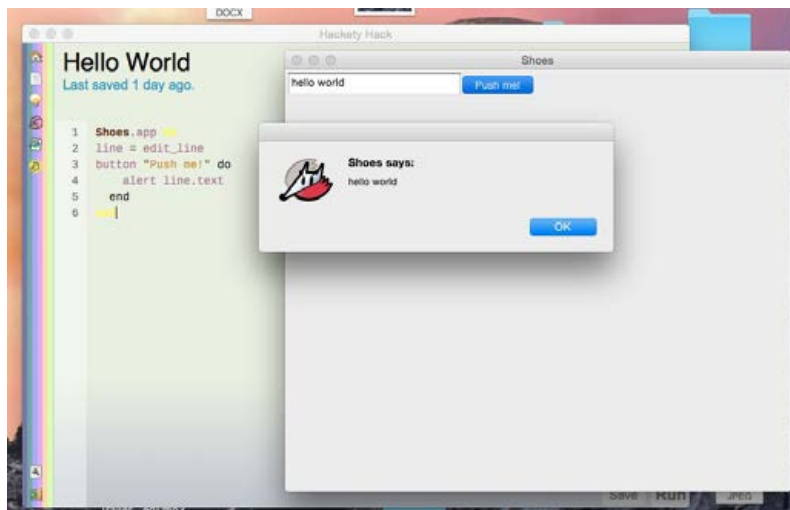 DOCX
Hackety Hack
Hello World
Last saved 1 day ago.
1 Shoes.app do
2 line = edit_line
3 button "Push me!" do
4 alert line.text
5 end
6 end
Shoes
hello world
Push me!
Shoes says:
hello world
OK
Save Run
JPEG